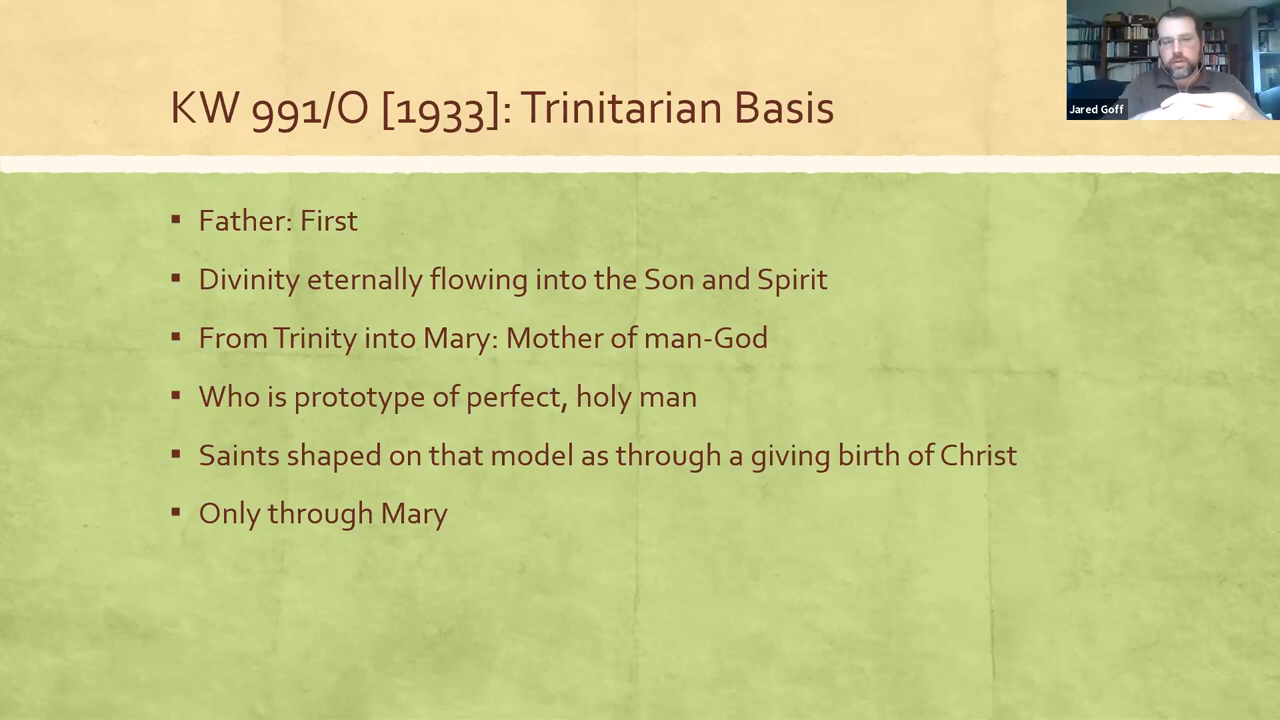 KW 991/O [1933]: Trinitarian Basis
Jared Goff
▪ Father: First
▪ Divinity eternally flowing into the Son and Spirit
▪ From Trinity into Mary: Mother of man-God
▪ Who is prototype of perfect, holy man
▪ Saints shaped on that model as through a giving birth of Christ
▪ Only through Mary